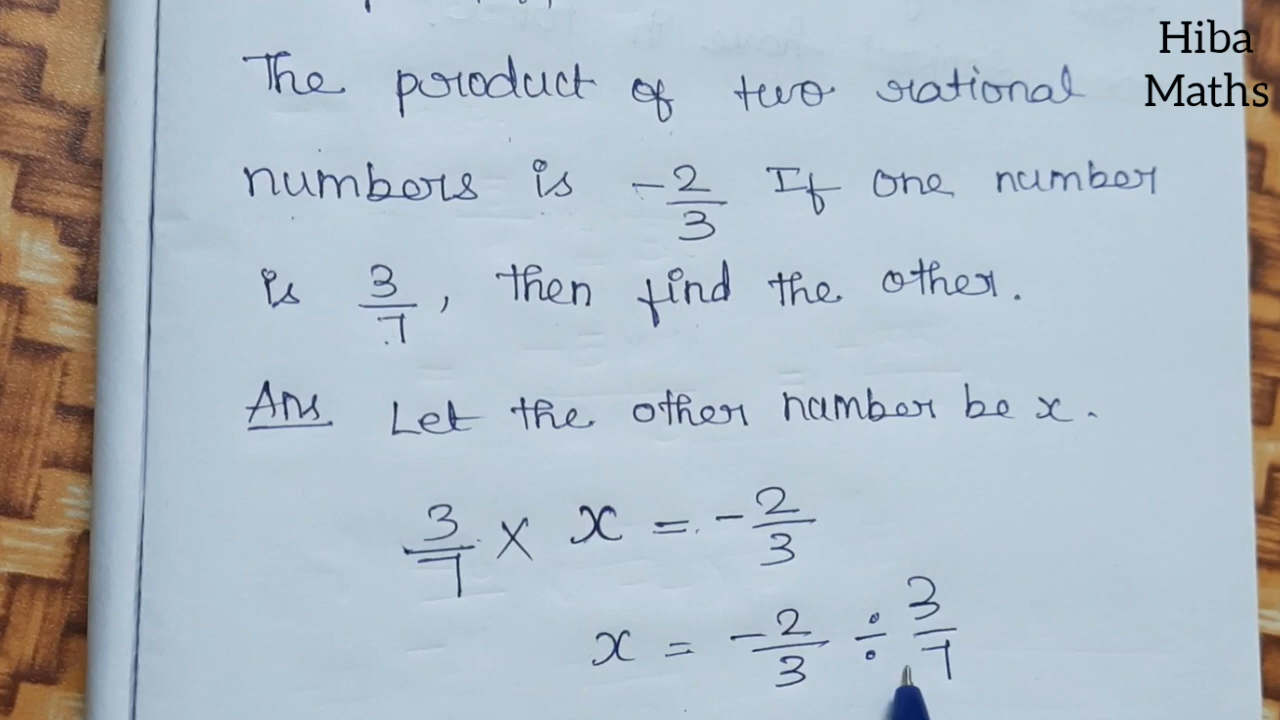 Hiba
Maths
The product of two rational
numbers is -2/3 If one number
is 3/7, then find the other.
Ans Let the other number be x.
3/7 × x = -2/3
x = -2/3 ÷ 3/7